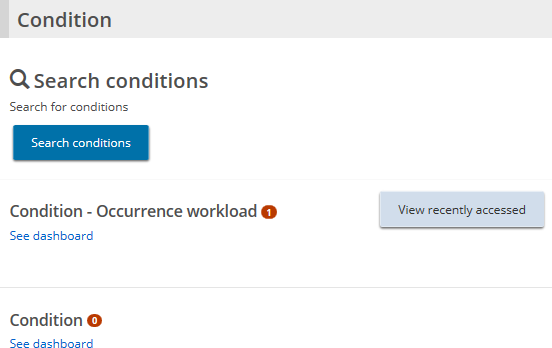 Condition
Search conditions
Search for conditions
Search conditions
Condition - Occurrence workload 1
View recently accessed
See dashboard
Condition 0
See dashboard